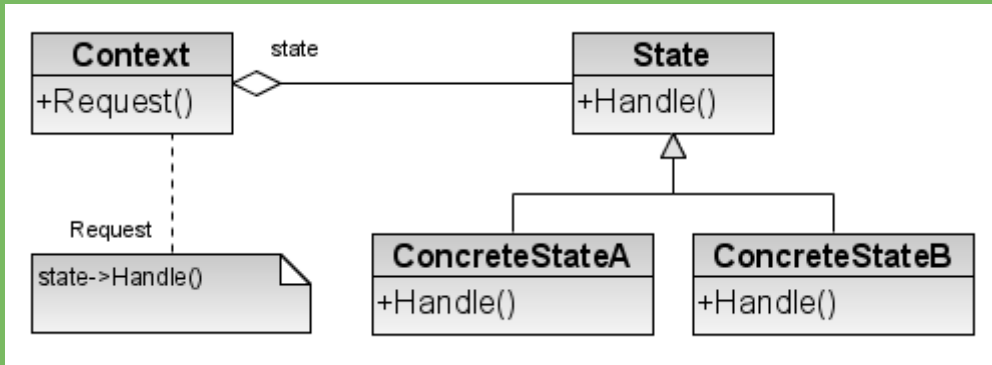 Context
+Request()
state
State
+Handle()
Request
state->Handle()
ConcreteStateA
+Handle()
ConcreteStateB
+Handle()